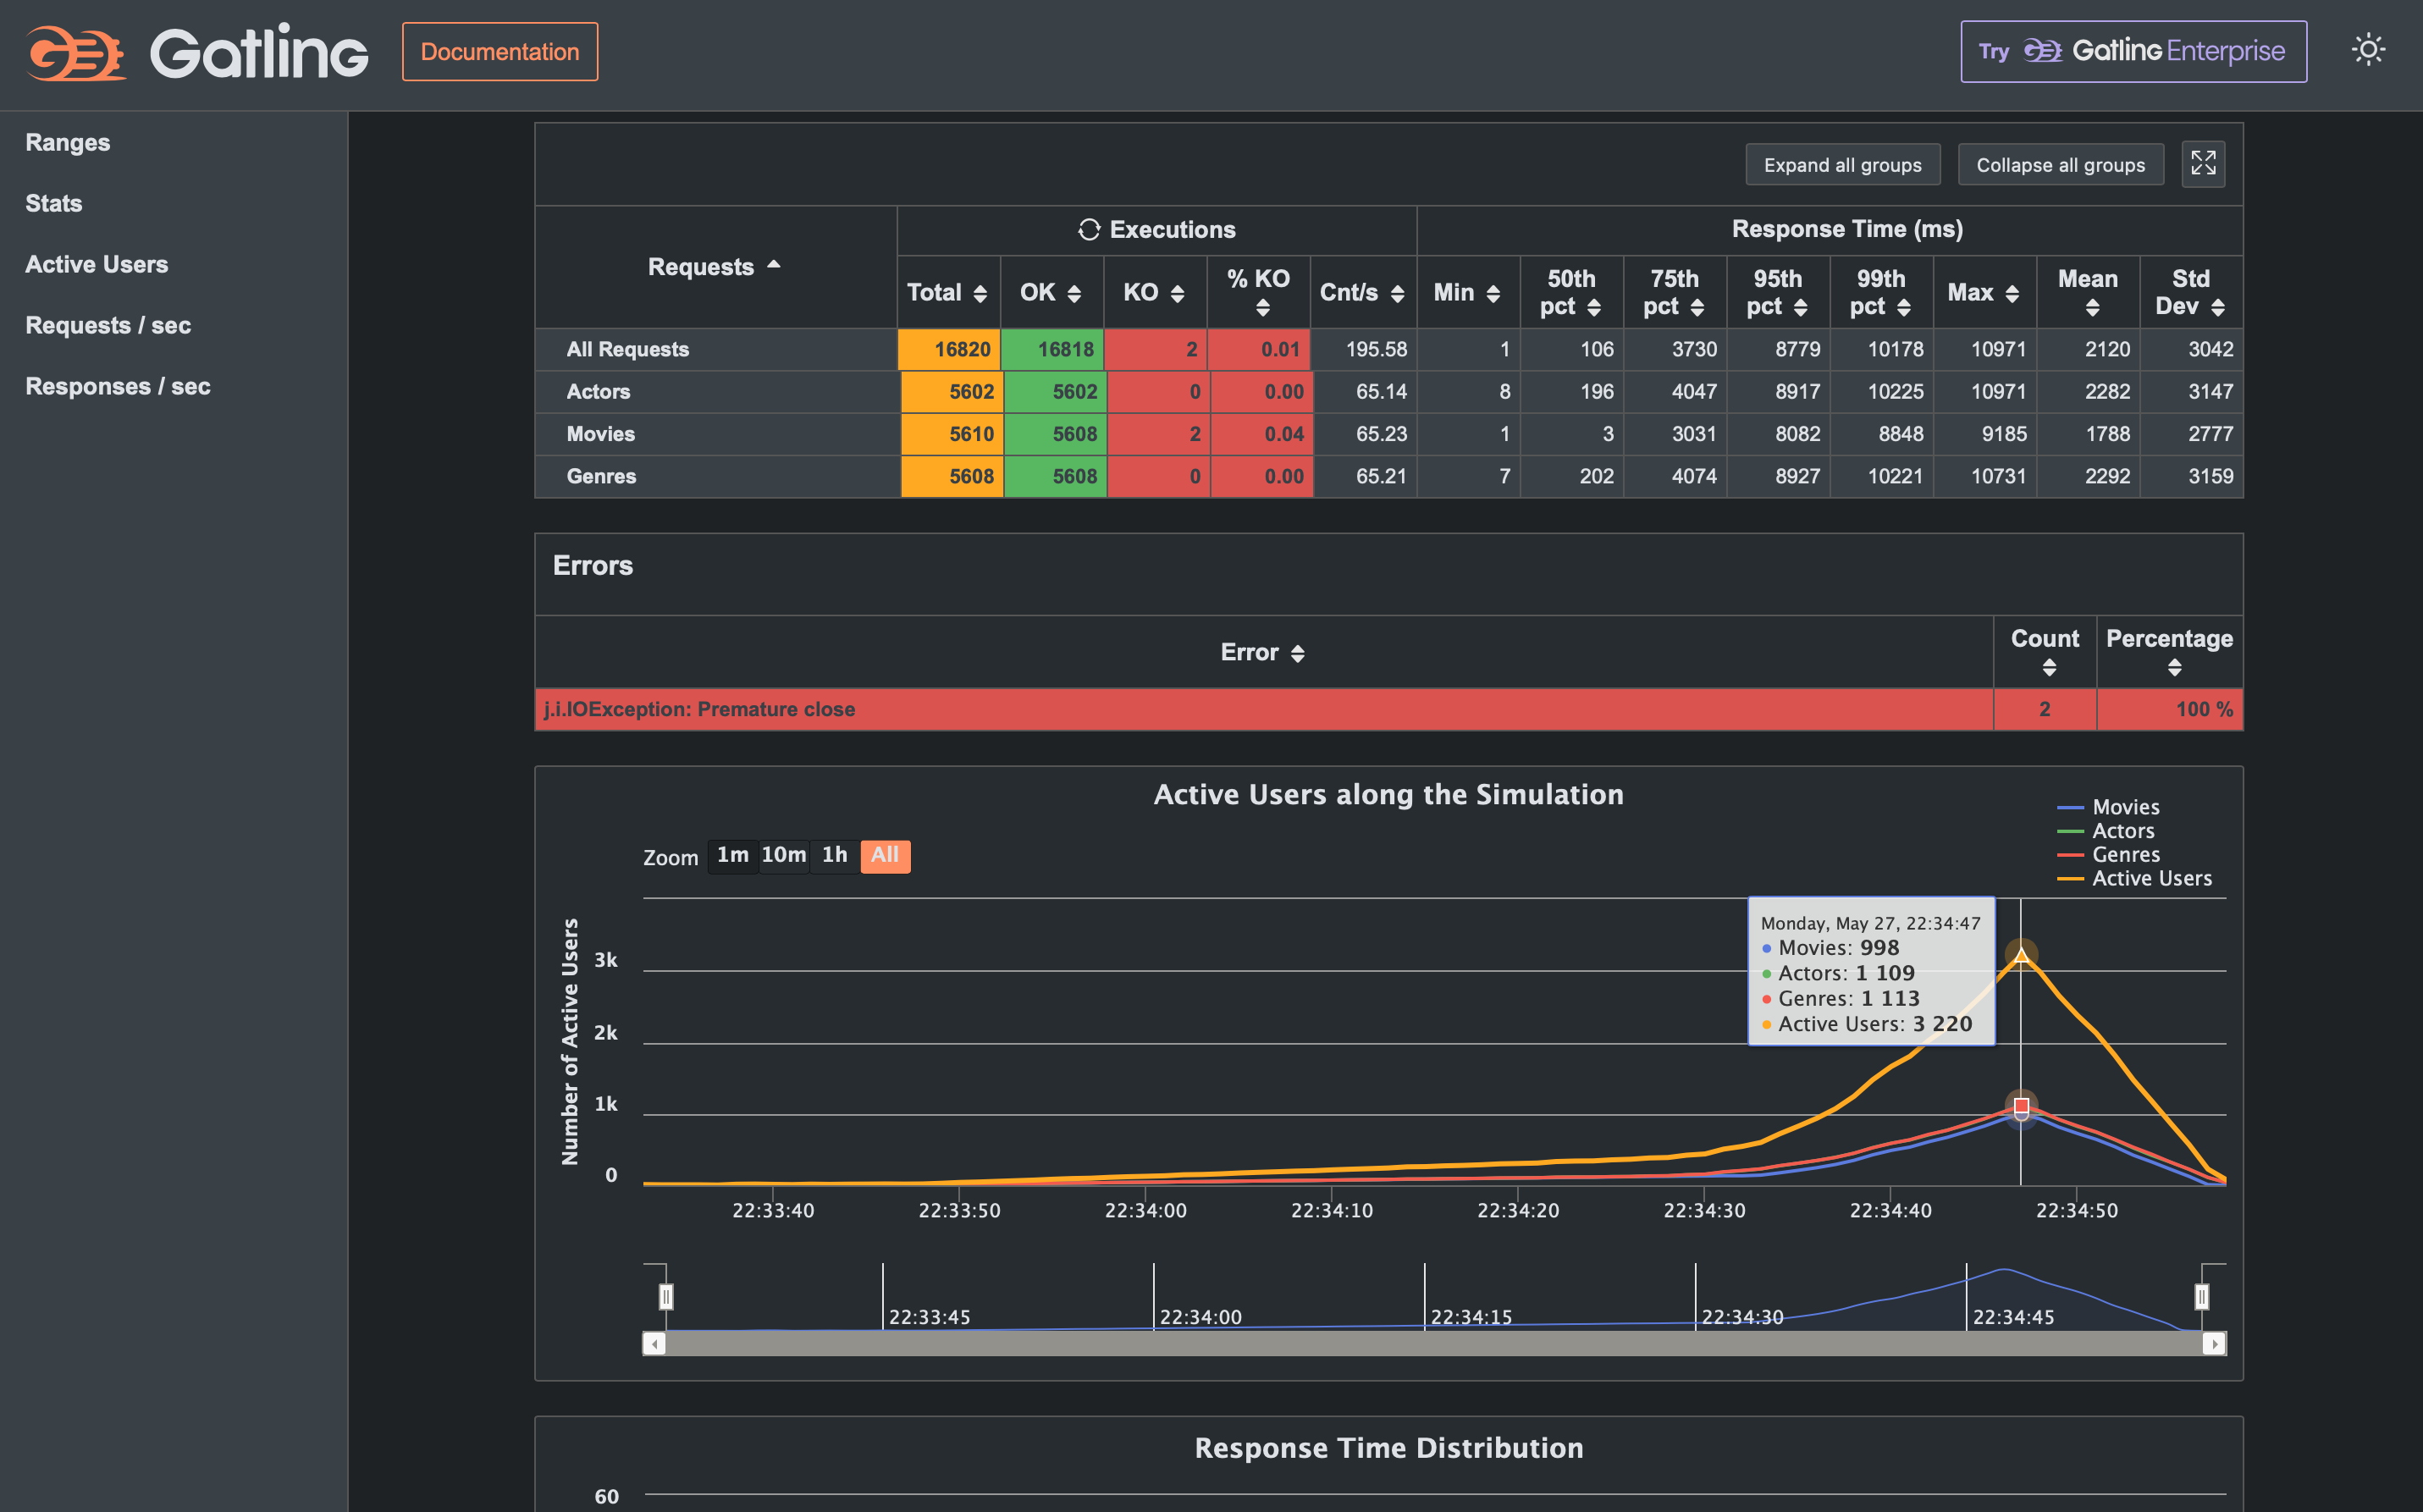 Gatling Documentation Try Gatling Enterprise
Ranges
Stats
Active Users
Requests / sec
Responses / sec
Expand all groups Collapse all groups
Requests Executions Response Time (ms)
Total OK KO % KO Cnt/s Min 50th pct 75th pct 95th pct 99th pct Max Mean Std Dev
All Requests 16820 16818 2 0.01 195.58 1 106 3730 8779 10178 10971 2120 3042
Actors 5602 5602 0 0.00 65.14 8 196 4047 8917 10225 10971 2282 3147
Movies 5610 5608 2 0.04 65.23 1 3 3031 8082 8848 9185 1788 2777
Genres 5608 5608 0 0.00 65.21 7 202 4074 8927 10221 10731 2292 3159
Errors
Error Count Percentage
j.i.IOException: Premature close 2 100 %
Active Users along the Simulation
Movies
Actors
Genres
Active Users
Zoom 1m 10m 1h All
Number of Active Users
3k
2k
1k
0
Monday, May 27, 22:34:47
Movies: 998
Actors: 1 109
Genres: 1 113
Active Users: 3 220
22:33:40 22:33:50 22:34:00 22:34:10 22:34:20 22:34:30 22:34:40 22:34:50
22:33:45 22:34:00 22:34:15 22:34:30 22:34:45
Response Time Distribution
60